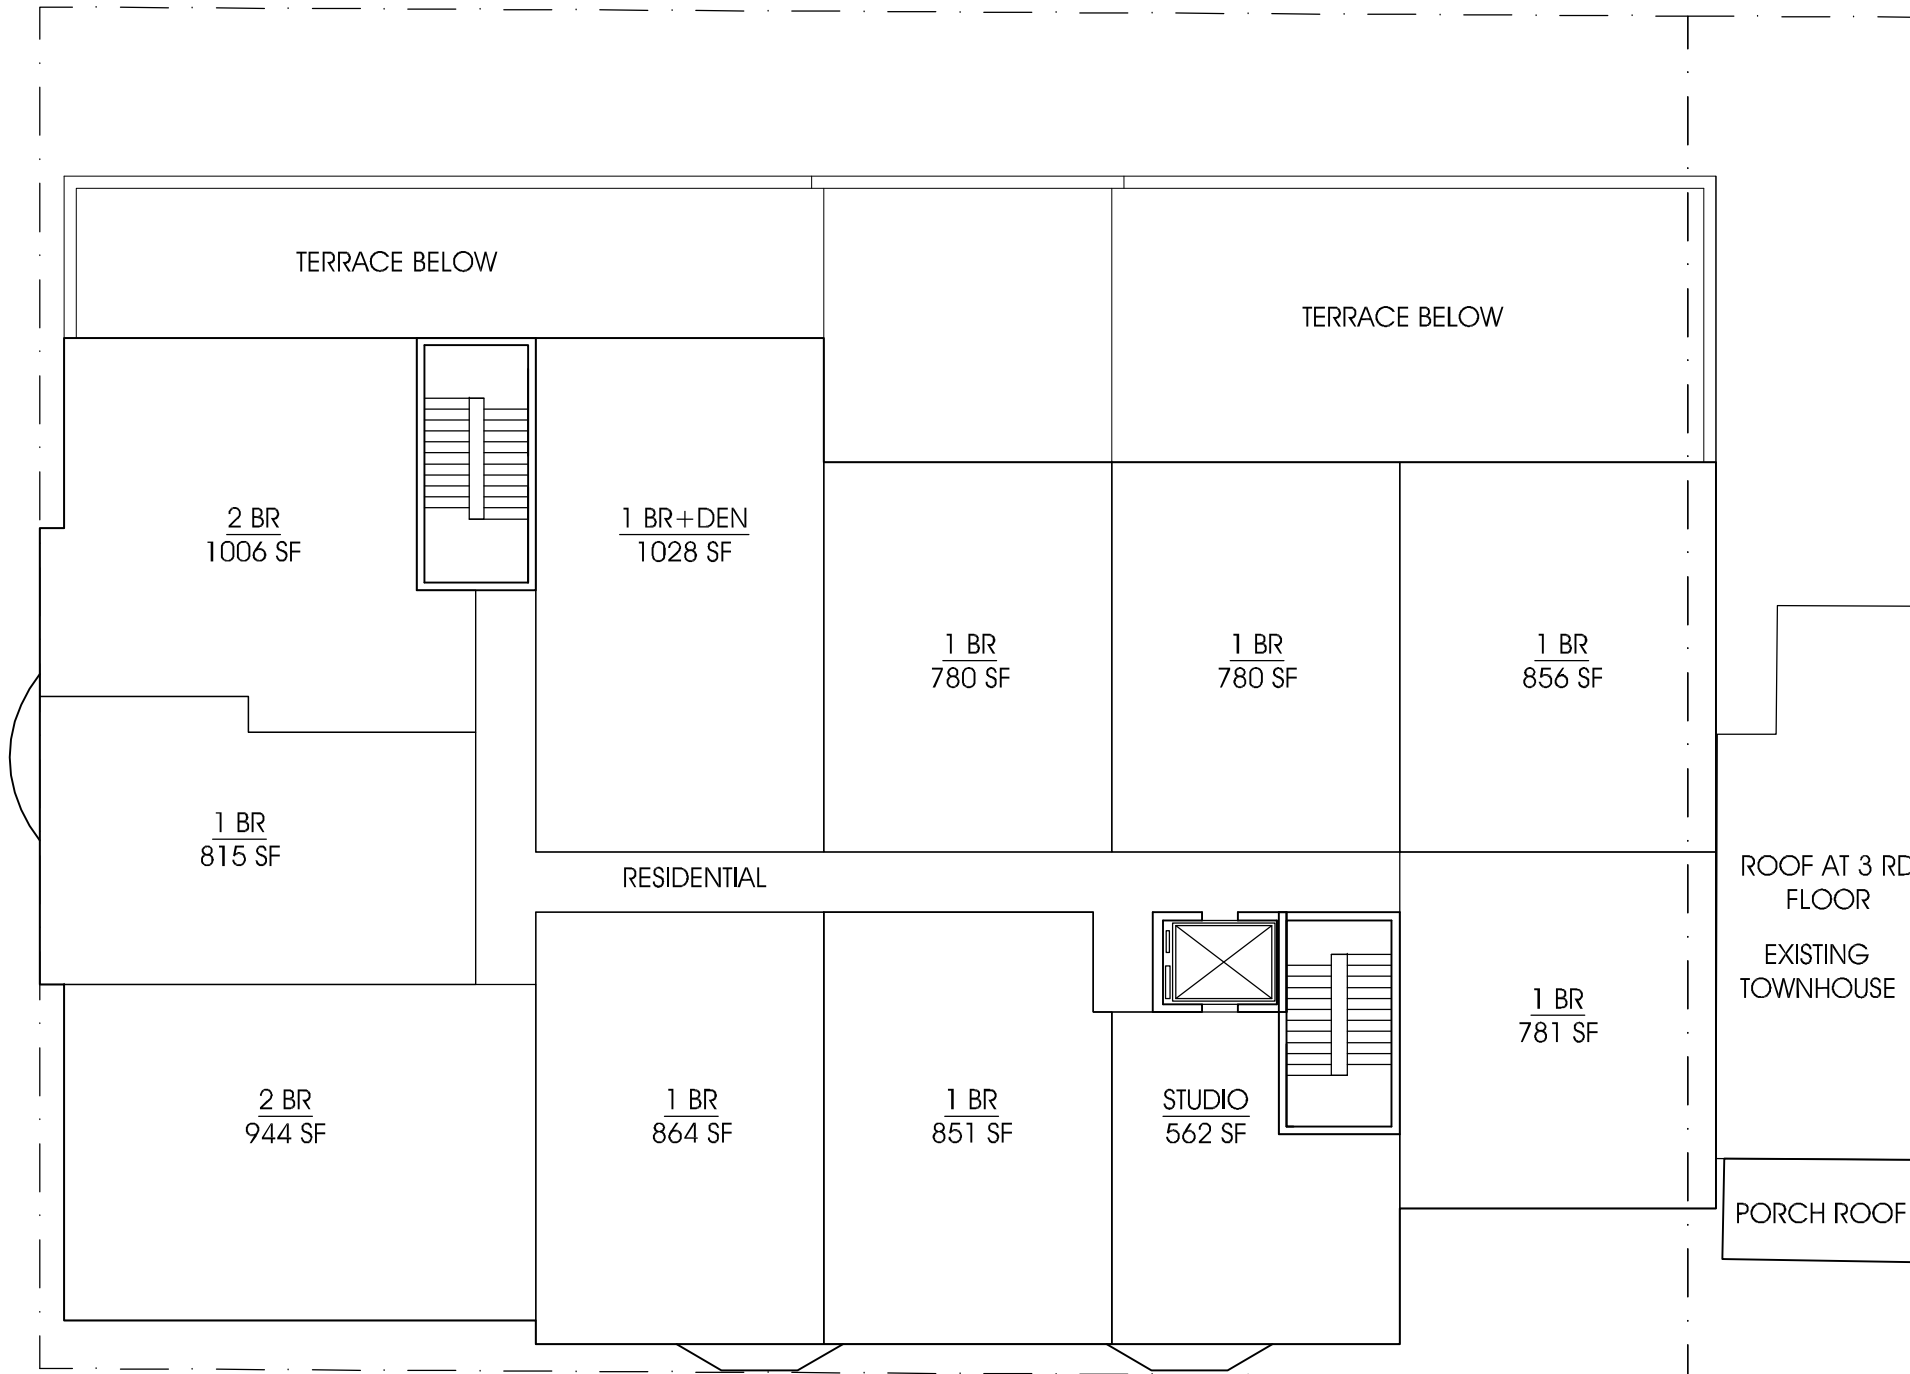 TERRACE BELOW
TERRACE BELOW
2 BR
1006 SF
1 BR+DEN
1028 SF
1 BR
780 SF
1 BR
780 SF
1 BR
856 SF
1 BR
815 SF
RESIDENTIAL
ROOF AT 3 RD
FLOOR
EXISTING
TOWNHOUSE
1 BR
781 SF
2 BR
944 SF
1 BR
864 SF
1 BR
851 SF
STUDIO
562 SF
PORCH ROOF